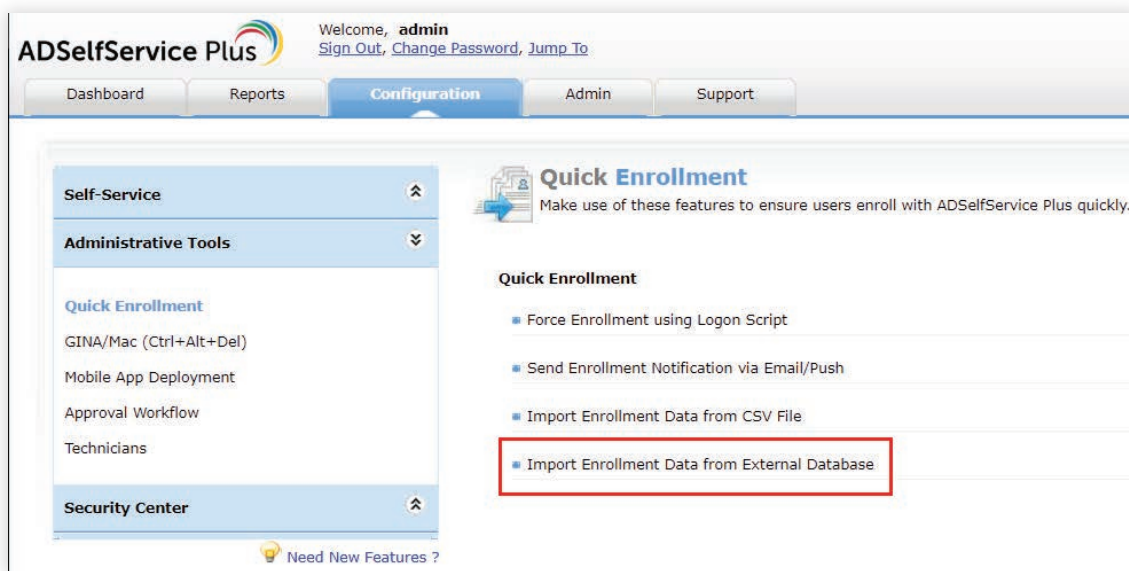 ADSelfService Plus
Welcome, admin
Sign Out, Change Password, Jump To
Dashboard
Reports
Configuration
Admin
Support
Self-Service
Administrative Tools
Quick Enrollment
GINA/Mac (Ctrl+Alt+Del)
Mobile App Deployment
Approval Workflow
Technicians
Security Center
Need New Features ?
Quick Enrollment
Make use of these features to ensure users enroll with ADSelfService Plus quickly.
Quick Enrollment
Force Enrollment using Logon Script
Send Enrollment Notification via Email/Push
Import Enrollment Data from CSV File
Import Enrollment Data from External Database